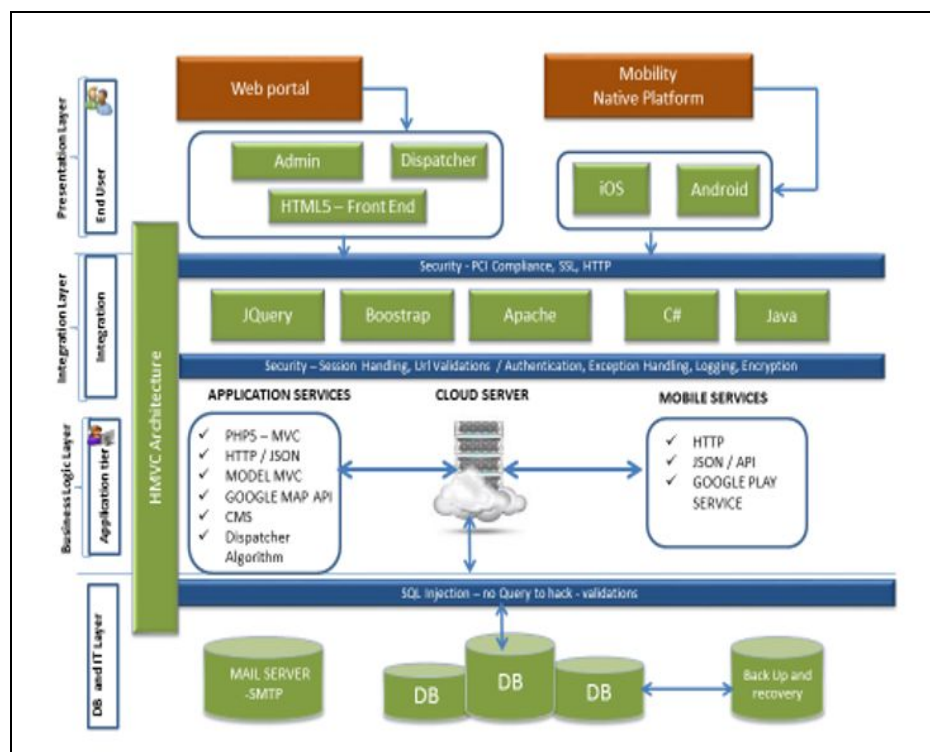 Web portal
Mobility
Native Platform
Presentation Layer
End User
Admin
Dispatcher
HTML5 – Front End
iOS
Android
Security - PCI Compliance, SSL, HTTP
Integration Layer
Integration
JQuery
Boostrap
Apache
C#
Java
Security – Session Handling, Url Validations / Authentication, Exception Handling, Logging, Encryption
HMVC Architecture
Business Logic Layer
Application tier
APPLICATION SERVICES
CLOUD SERVER
MOBILE SERVICES
✓ PHP5 – MVC
✓ HTTP / JSON
✓ MODEL MVC
✓ GOOGLE MAP API
✓ CMS
✓ Dispatcher
Algorithm
✓ HTTP
✓ JSON / API
✓ GOOGLE PLAY
SERVICE
SQL Injection – no Query to hack - validations
DB and IT Layer
MAIL SERVER
-SMTP
DB
DB
DB
Back Up and
recovery